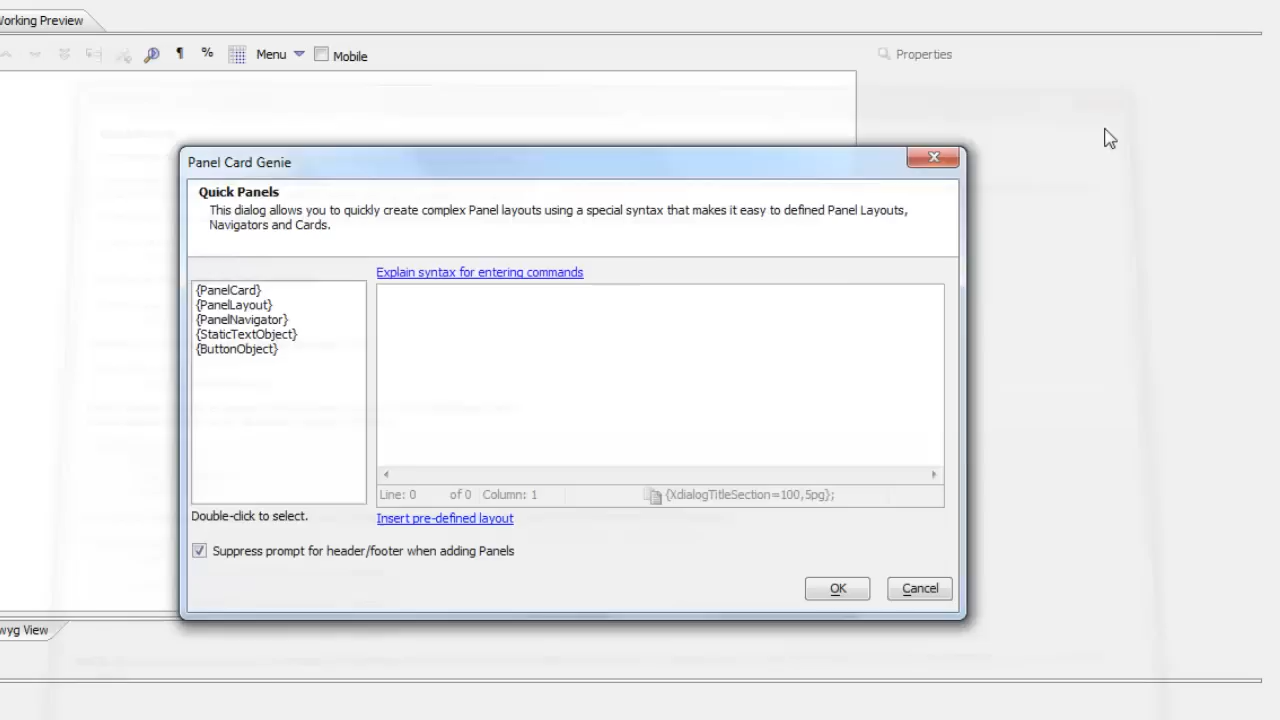 Working Preview
¶ % Menu Mobile
Properties
Panel Card Genie
Quick Panels
This dialog allows you to quickly create complex Panel layouts using a special syntax that makes it easy to defined Panel Layouts,
Navigators and Cards.
Explain syntax for entering commands
{PanelCard}
{PanelLayout}
{PanelNavigator}
{StaticTextObject}
{ButtonObject}
Line: 0 of 0 Column: 1 {XdialogTitleSection=100,5pg};
Double-click to select.
Insert pre-defined layout
Suppress prompt for header/footer when adding Panels
OK Cancel
wyg View